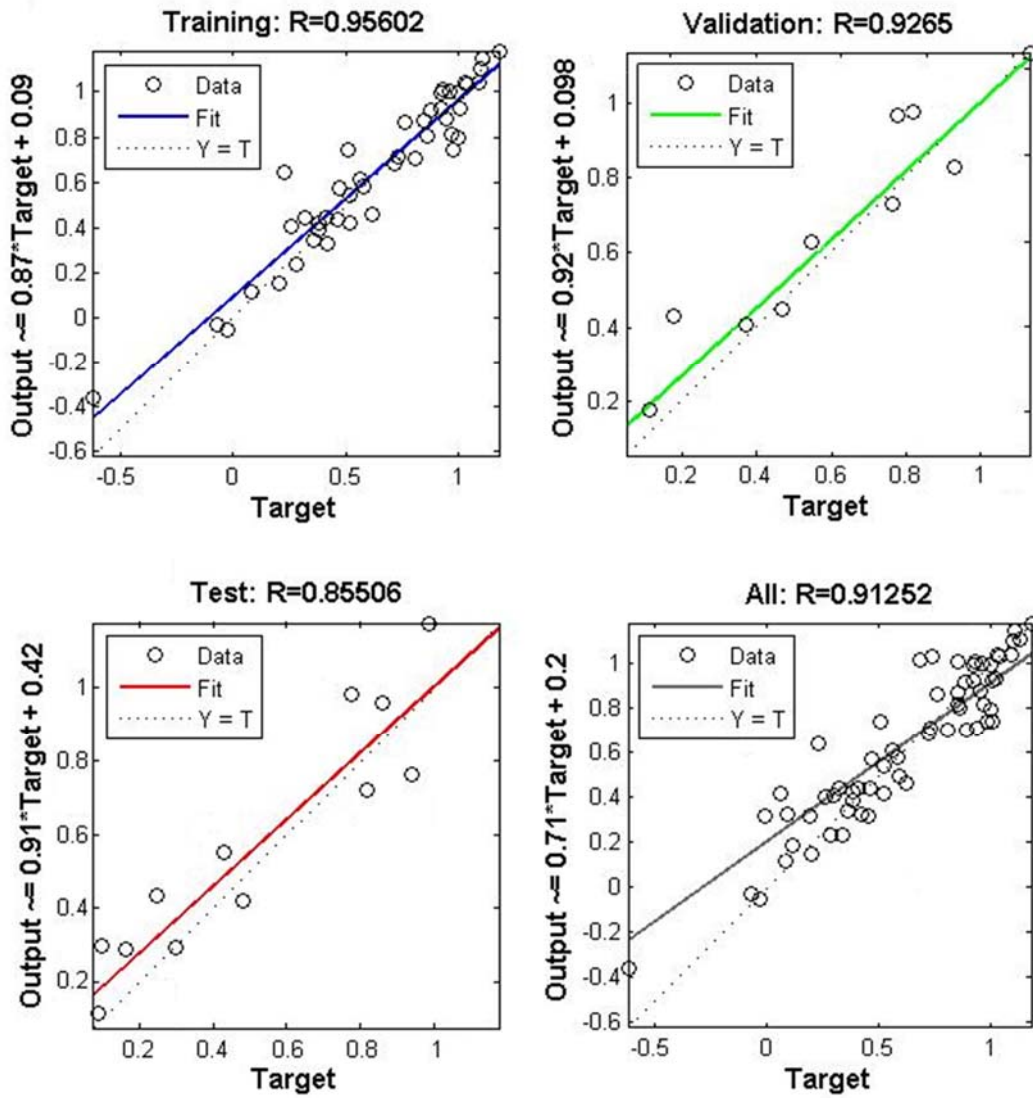 Training: R=0.95602
Output ~= 0.87*Target + 0.09
Data
Fit
Y = T
1
0.8
0.6
0.4
0.2
0
-0.2
-0.4
-0.6
-0.5
0
0.5
1
Target
Validation: R=0.9265
Output ~= 0.92*Target + 0.098
Data
Fit
Y = T
1
0.8
0.6
0.4
0.2
0.2
0.4
0.6
0.8
1
Target
Test: R=0.85506
Output ~= 0.91*Target + 0.42
Data
Fit
Y = T
1
0.8
0.6
0.4
0.2
0.2
0.4
0.6
0.8
1
Target
All: R=0.91252
Output ~= 0.71*Target + 0.2
Data
Fit
Y = T
1
0.8
0.6
0.4
0.2
0
-0.2
-0.4
-0.6
-0.5
0
0.5
1
Target